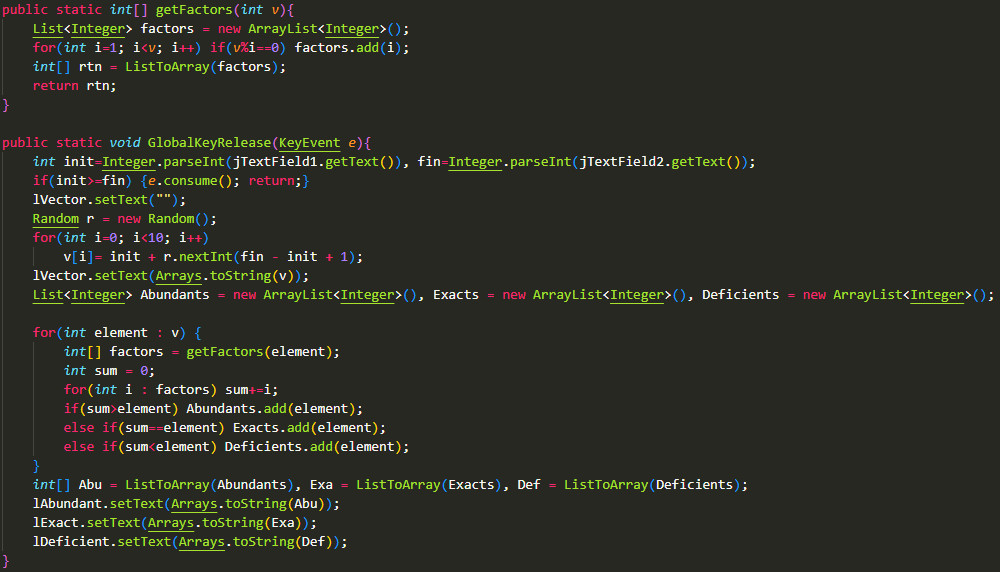 public static int[] getFactors(int v){
    List<Integer> factors = new ArrayList<Integer>();
    for(int i=1; i<v; i++) if(v%i==0) factors.add(i);
    int[] rtn = ListToArray(factors);
    return rtn;
}

public static void GlobalKeyRelease(KeyEvent e){
    int init=Integer.parseInt(jTextField1.getText()), fin=Integer.parseInt(jTextField2.getText());
    if(init>=fin) {e.consume(); return;}
    lVector.setText("");
    Random r = new Random();
    for(int i=0; i<10; i++)
        v[i]= init + r.nextInt(fin - init + 1);
    lVector.setText(Arrays.toString(v));
    List<Integer> Abundants = new ArrayList<Integer>(), Exacts = new ArrayList<Integer>(), Deficients = new ArrayList<Integer>();

    for(int element : v) {
        int[] factors = getFactors(element);
        int sum = 0;
        for(int i : factors) sum+=i;
        if(sum>element) Abundants.add(element);
        else if(sum==element) Exacts.add(element);
        else if(sum<element) Deficients.add(element);
    }
    int[] Abu = ListToArray(Abundants), Exa = ListToArray(Exacts), Def = ListToArray(Deficients);
    lAbundant.setText(Arrays.toString(Abu));
    lExact.setText(Arrays.toString(Exa));
    lDeficient.setText(Arrays.toString(Def));
}